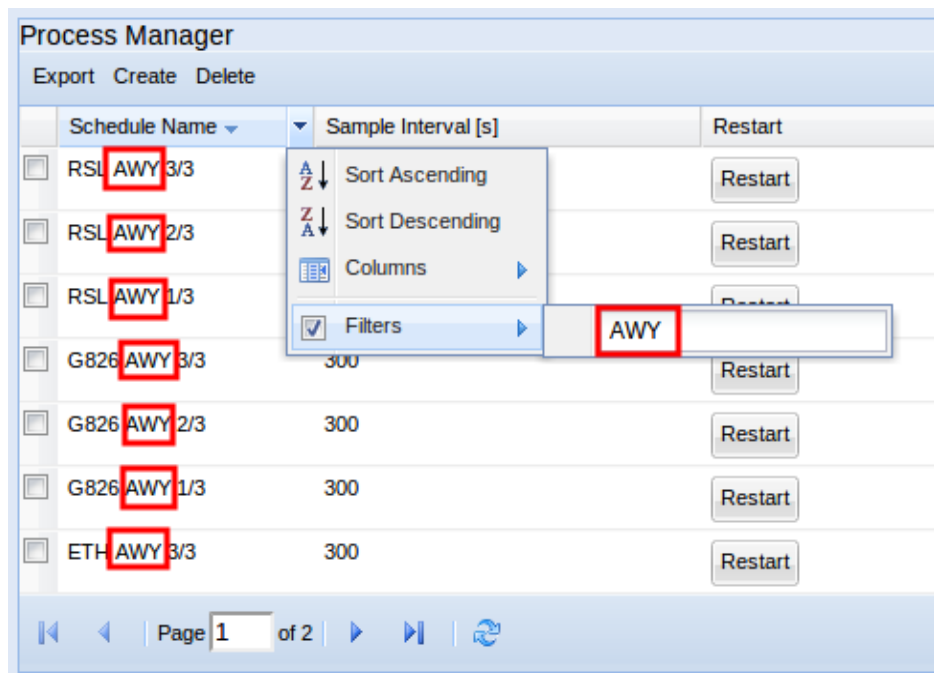 Process Manager
Export Create Delete
Schedule Name Sample Interval [s] Restart
RSL AWY 3/3 Restart
Sort Ascending
RSL AWY 2/3 Restart
Sort Descending
Columns
RSL AWY 1/3
Filters AWY
G826 AWY 3/3 300 Restart
G826 AWY 2/3 300 Restart
G826 AWY 1/3 300 Restart
ETH AWY 3/3 300 Restart
Page 1 of 2